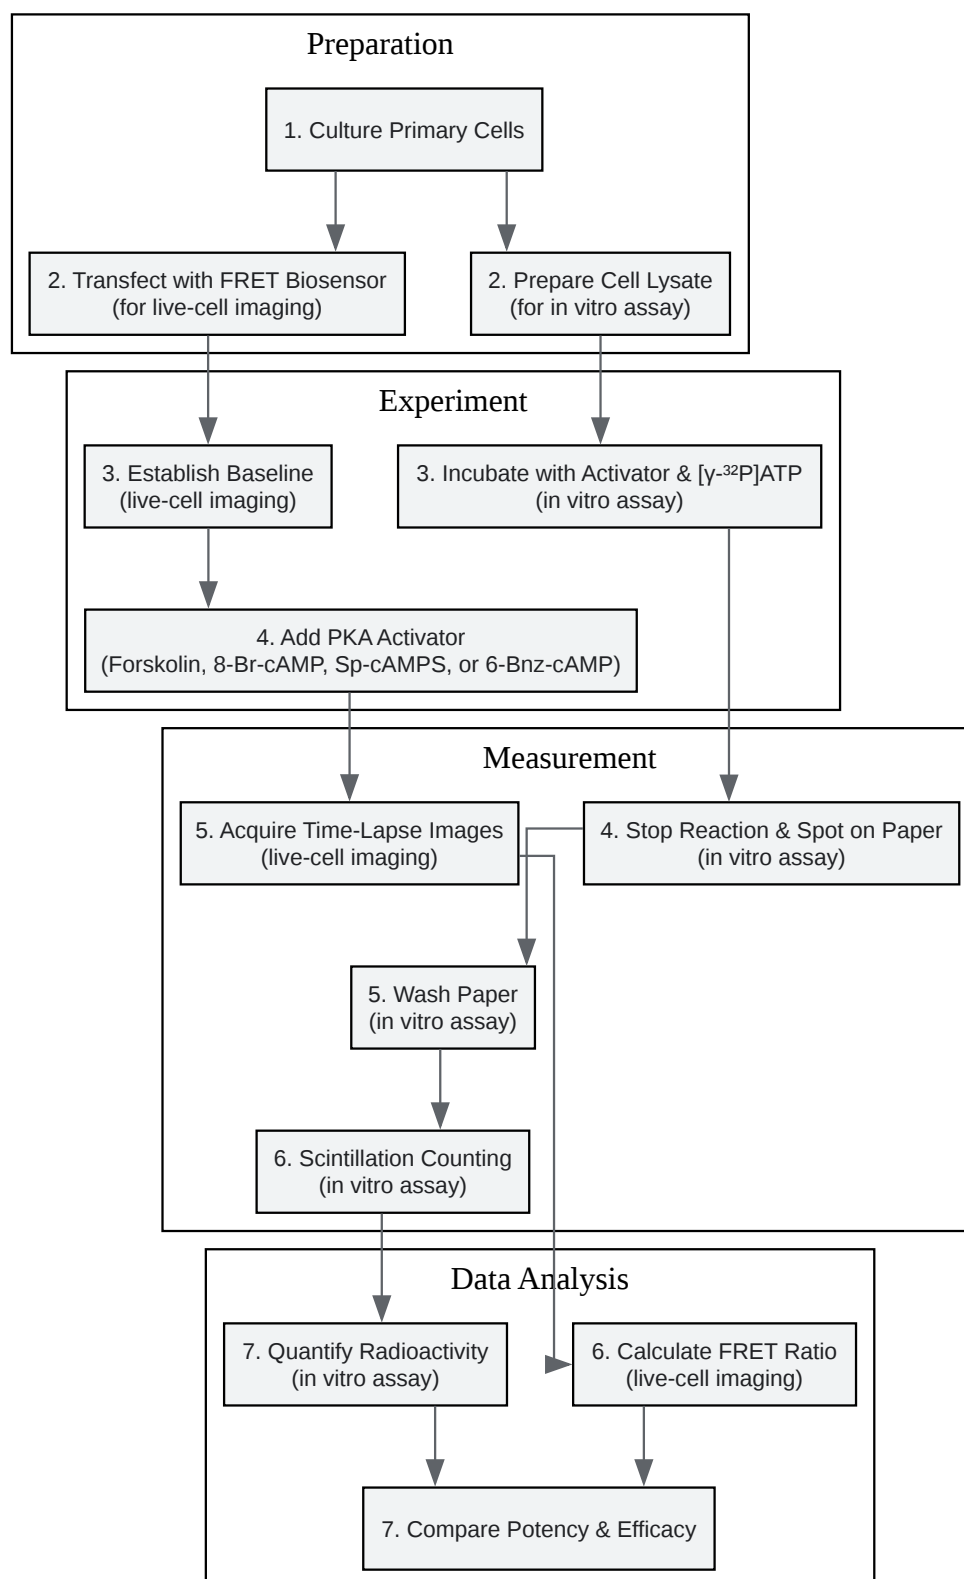 Preparation
1. Culture Primary Cells
2. Transfect with FRET Biosensor
(for live-cell imaging)
2. Prepare Cell Lysate
(for in vitro assay)
Experiment
3. Establish Baseline
(live-cell imaging)
3. Incubate with Activator & [γ-³²P]ATP
(in vitro assay)
4. Add PKA Activator
(Forskolin, 8-Br-cAMP, Sp-cAMPS, or 6-Bnz-cAMP)
Measurement
5. Acquire Time-Lapse Images
(live-cell imaging)
4. Stop Reaction & Spot on Paper
(in vitro assay)
5. Wash Paper
(in vitro assay)
6. Scintillation Counting
(in vitro assay)
Data Analysis
7. Quantify Radioactivity
(in vitro assay)
6. Calculate FRET Ratio
(live-cell imaging)
7. Compare Potency & Efficacy